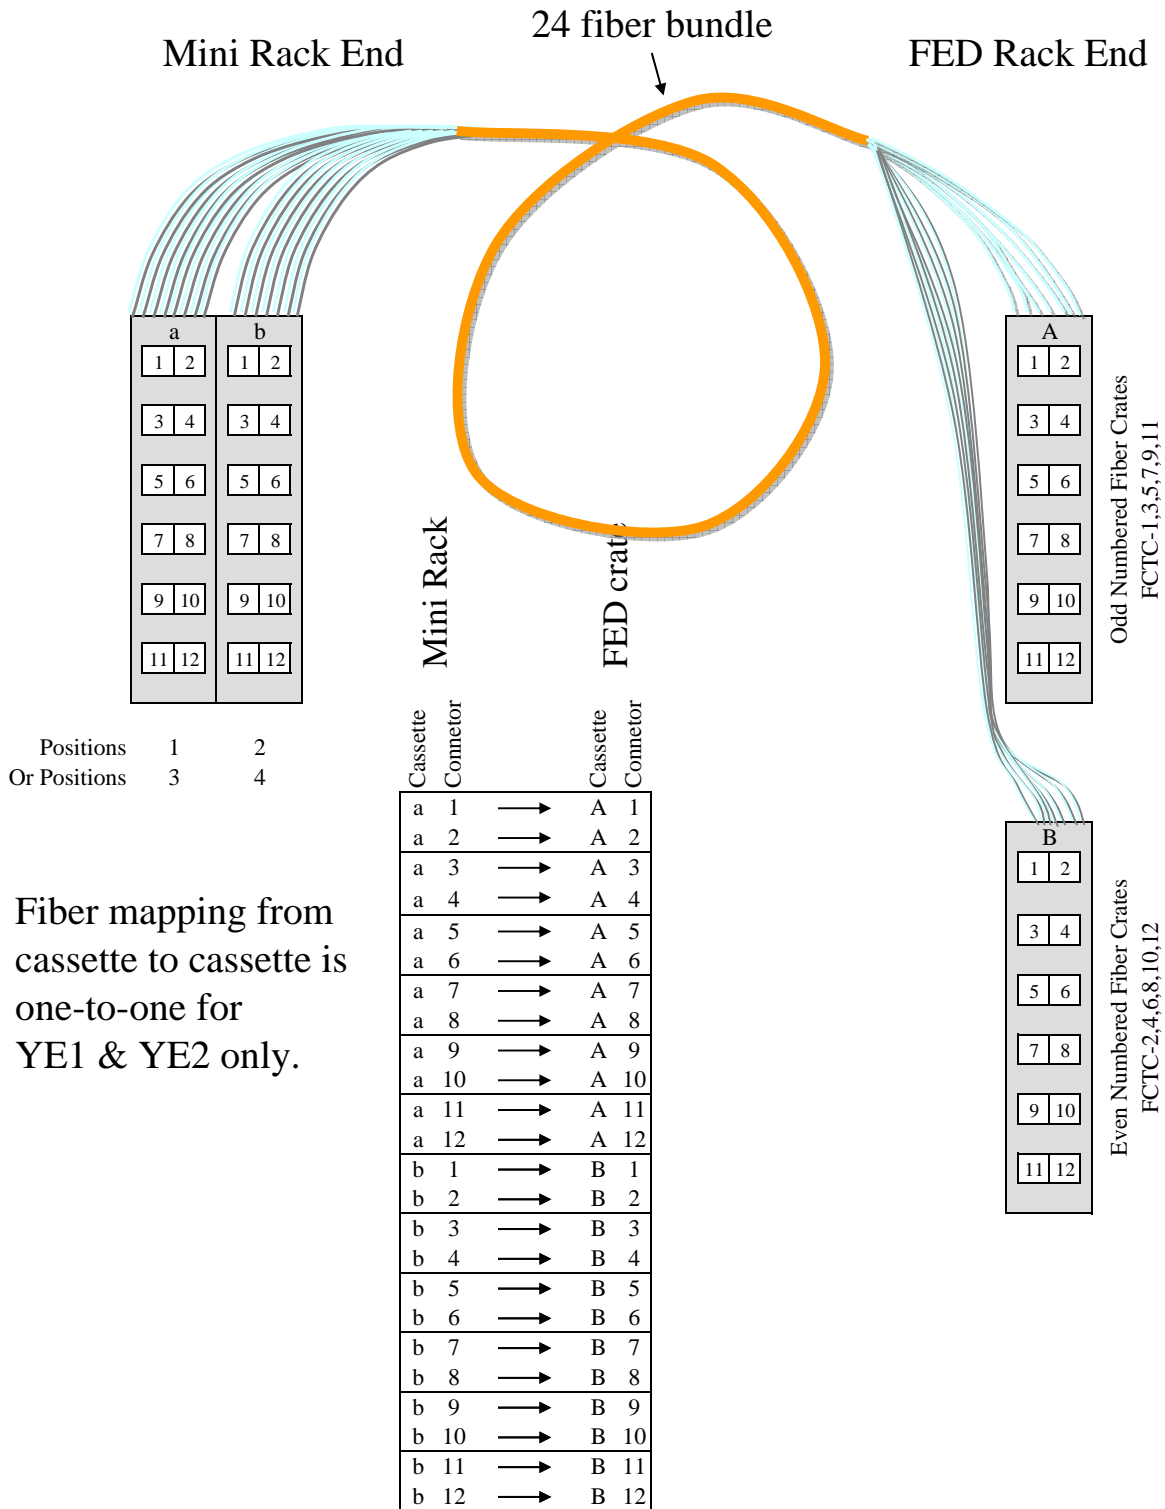 24 fiber bundle
Mini Rack End
FED Rack End
a b
1 2 1 2
3 4 3 4
5 6 5 6
7 8 7 8
9 10 9 10
11 12 11 12
Positions 1 2
Or Positions 3 4
A
1 2
3 4
5 6
7 8
9 10
11 12
Odd Numbered Fiber Crates
FCTC-1,3,5,7,9,11
B
1 2
3 4
5 6
7 8
9 10
11 12
Even Numbered Fiber Crates
FCTC-2,4,6,8,10,12
Fiber mapping from
cassette to cassette is
one-to-one for
YE1 & YE2 only.
Mini Rack
FED crate
Cassette
Connetor
Cassette
Connetor
a 1 → A 1
a 2 → A 2
a 3 → A 3
a 4 → A 4
a 5 → A 5
a 6 → A 6
a 7 → A 7
a 8 → A 8
a 9 → A 9
a 10 → A 10
a 11 → A 11
a 12 → A 12
b 1 → B 1
b 2 → B 2
b 3 → B 3
b 4 → B 4
b 5 → B 5
b 6 → B 6
b 7 → B 7
b 8 → B 8
b 9 → B 9
b 10 → B 10
b 11 → B 11
b 12 → B 12